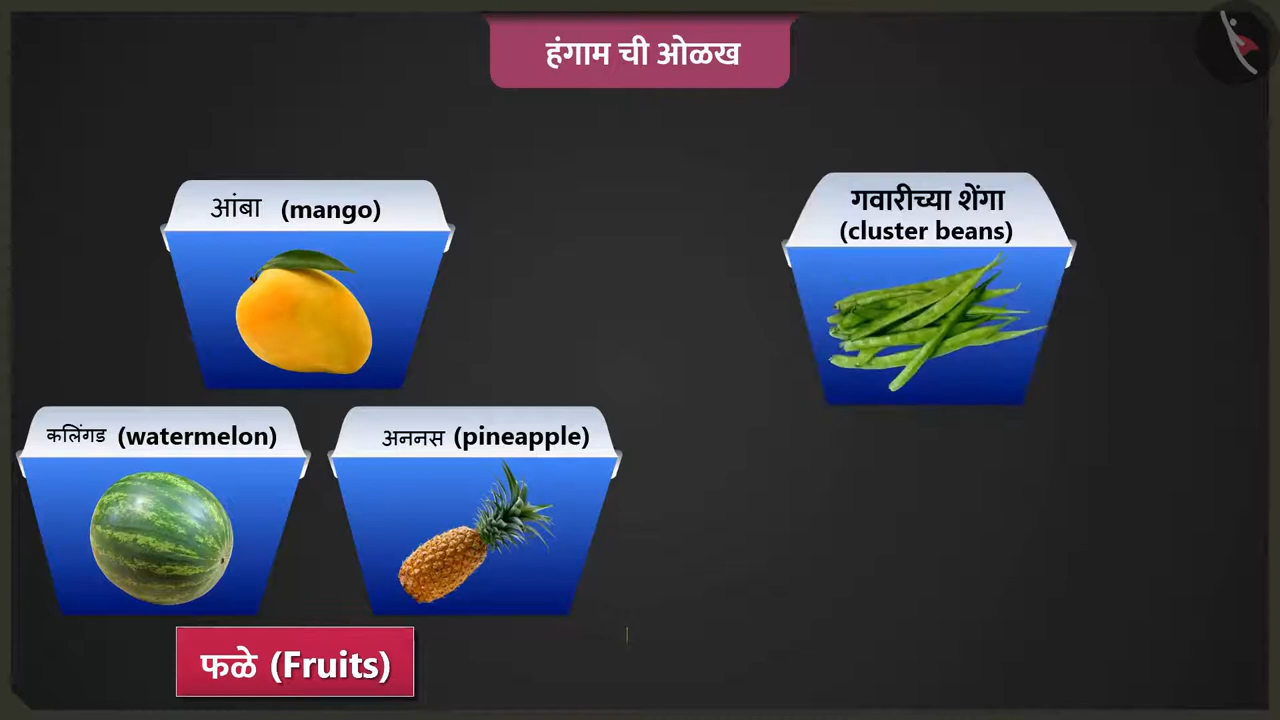 हंगाम ची ओळख
आंबा (mango)
गवारीच्या शेंगा
(cluster beans)
कलिंगड (watermelon)
अननस (pineapple)
फळे (Fruits)